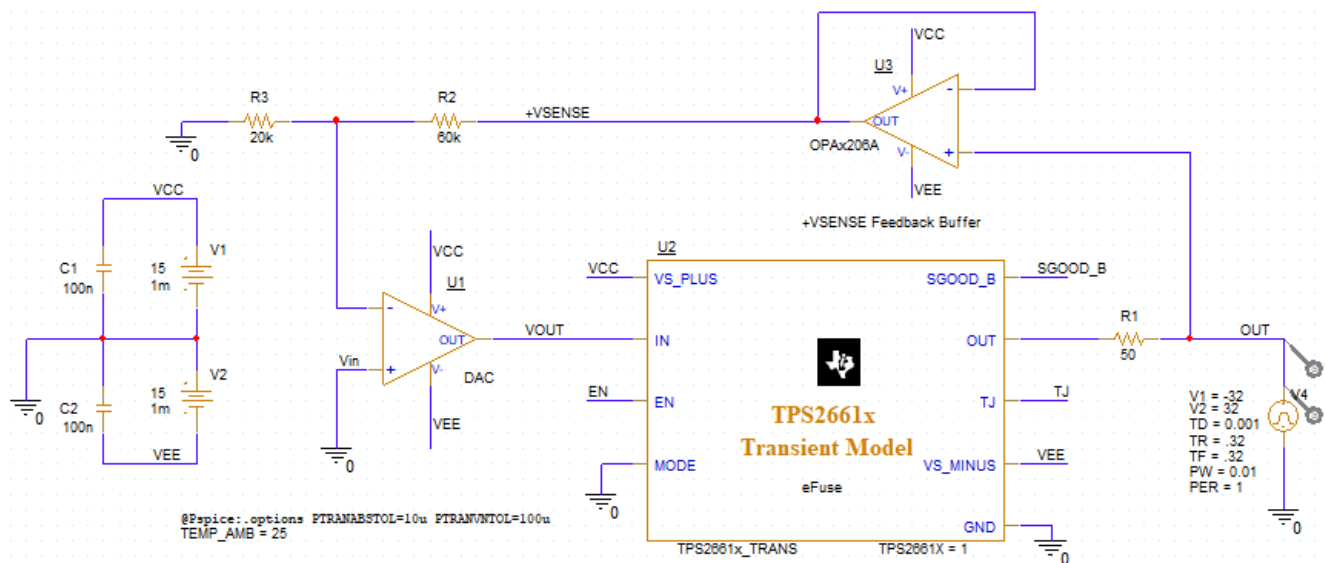 VCC
U3
V+
-
OUT
+
V-
OPAx206A
VEE
+VSENSE Feedback Buffer
R3
20k
0
R2
60k
+VSENSE
VCC
C1
100n
15
1m
V1
0
C2
100n
15
1m
V2
VEE
VCC
U1
-
V+
OUT
Vin
+
V-
DAC
VEE
0
VOUT
U2
VCC
VS_PLUS
SGOOD_B
SGOOD_B
IN
OUT
R1
50
OUT
EN
EN
TJ
TJ
TPS2661x
Transient Model
MODE
VS_MINUS
VEE
eFuse
0
GND
0
TPS2661x_TRANS
TPS2661X = 1
V4
V1 = -32
V2 = 32
TD = 0.001
TR = .32
TF = .32
PW = 0.01
PER = 1
0
@Pspice:.options PTRANABSTOL=10u PTRANVNTOL=100u
TEMP_AMB = 25